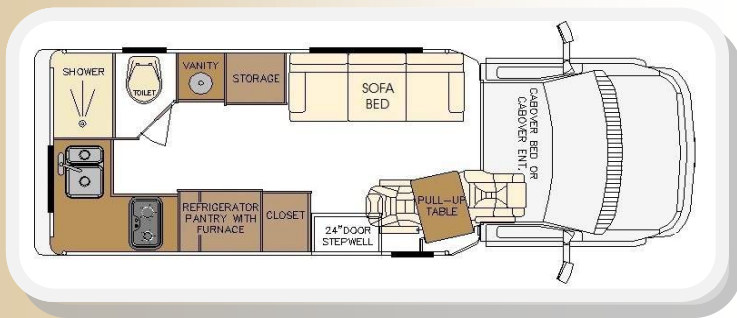 SHOWER
TOILET
VANITY
STORAGE
SOFA
BED
CABOVER BED OR
CABOVER ENT.
REFRIGERATOR
PANTRY WITH
FURNACE
CLOSET
24"DOOR
STEPWELL
PULL-UP
TABLE